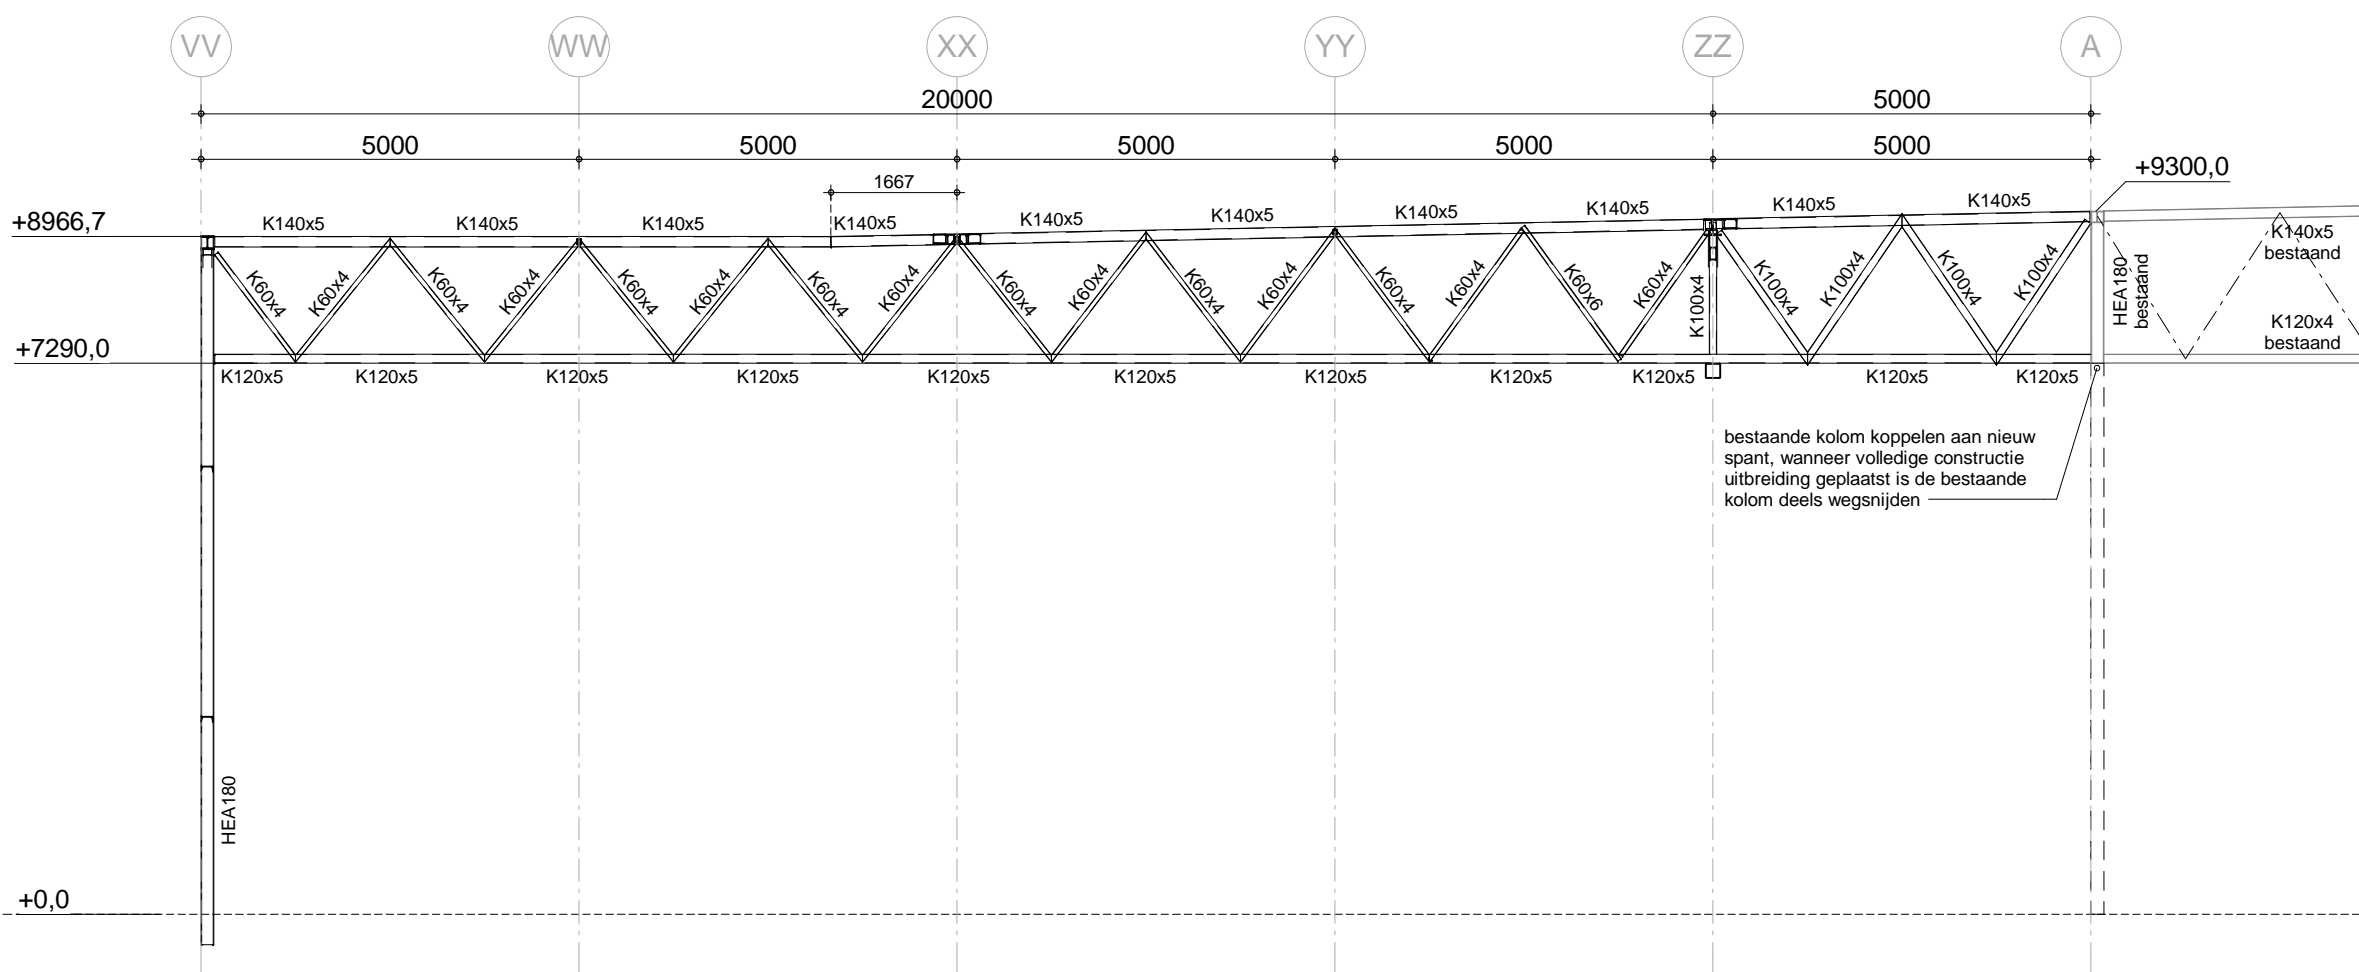 VV
WW
XX
YY
ZZ
A
20000
5000
5000
5000
5000
5000
5000
1667
+9300,0
+8966,7
K140x5
K140x5
K140x5
K140x5
K140x5
K140x5
K140x5
K140x5
K140x5
K140x5
K60x4
K60x4
K60x4
K60x4
K60x4
K60x4
K60x4
K60x4
K60x4
K60x4
K60x4
K60x4
K60x4
K60x4
K60x6
K60x4
K100x4
K100x4
K100x4
K100x4
K100x4
HEA180
bestaand
K140x5
bestaand
K120x4
bestaand
+7290,0
K120x5
K120x5
K120x5
K120x5
K120x5
K120x5
K120x5
K120x5
K120x5
K120x5
K120x5
bestaande kolom koppelen aan nieuw
spant, wanneer volledige constructie
uitbreiding geplaatst is de bestaande
kolom deels wegsnijden
HEA180
+0,0